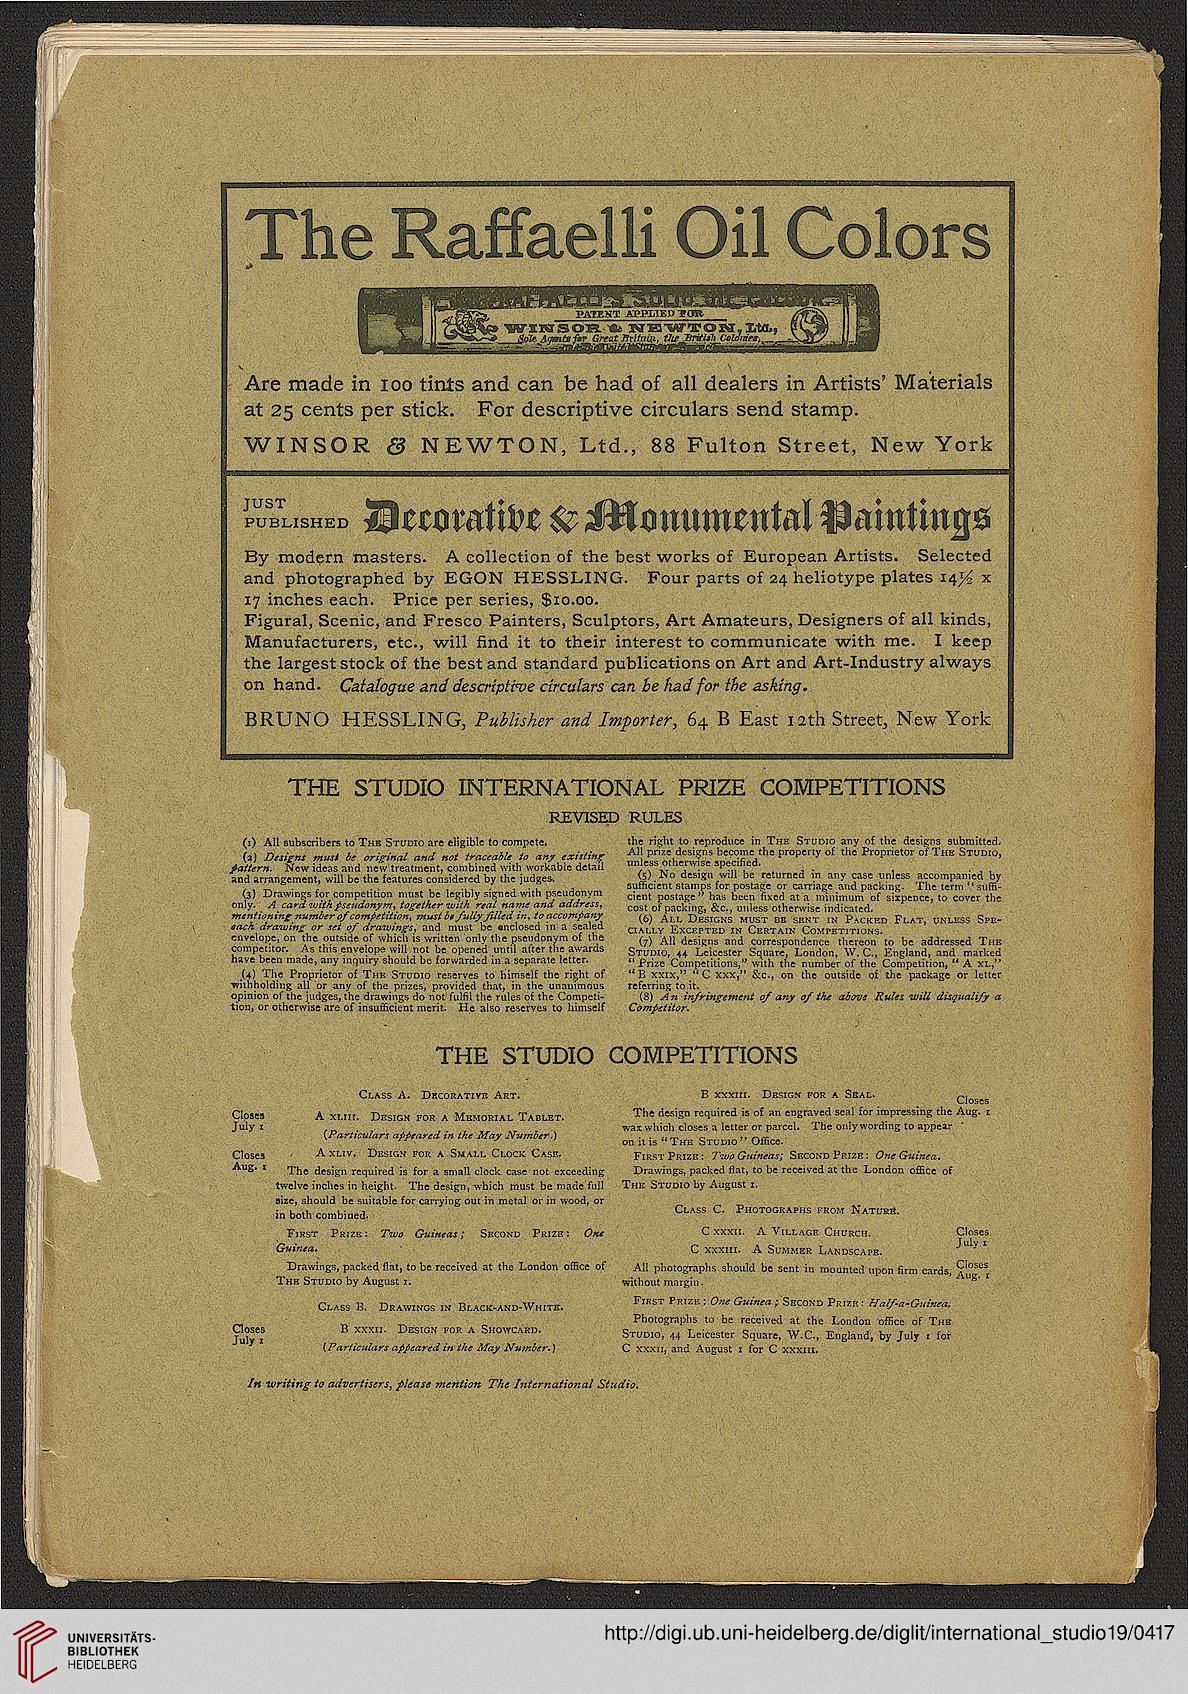 The Raffaelli Oil Colors
PATENT APPLIED FOR
WINSOR & NEWTON, Ltd.,
Sole Agents for Great Britain, the British Colonies,
Are made in 100 tints and can be had of all dealers in Artists' Materials
at 25 cents per stick. For descriptive circulars send stamp.
WINSOR & NEWTON, Ltd., 88 Fulton Street, New York
JUST
PUBLISHED Decorative & Monumental Paintings
By modern masters. A collection of the best works of European Artists. Selected
and photographed by EGON HESSLING. Four parts of 24 heliotype plates 14½ x
17 inches each. Price per series, $10.00.
Figural, Scenic, and Fresco Painters, Sculptors, Art Amateurs, Designers of all kinds,
Manufacturers, etc., will find it to their interest to communicate with me. I keep
the largest stock of the best and standard publications on Art and Art-Industry always
on hand. Catalogue and descriptive circulars can be had for the asking.
BRUNO HESSLING, Publisher and Importer, 64 B East 12th Street, New York
THE STUDIO INTERNATIONAL PRIZE COMPETITIONS
REVISED RULES
(1) All subscribers to THE STUDIO are eligible to compete.
(2) Designs must be original and not traceable to any existing
pattern. New ideas and new treatment, combined with workable detail
and arrangement, will be the features considered by the judges.
(3) Drawings for competition must be legibly signed with pseudonym
only. A card with pseudonym, together with real name and address,
mentioning number of competition, must be fully filled in, to accompany
each drawing or set of drawings, and must be enclosed in a sealed
envelope, on the outside of which is written only the pseudonym of the
competitor. As this envelope will not be opened until after the awards
have been made, any inquiry should be forwarded in a separate letter.
(4) The Proprietor of THE STUDIO reserves to himself the right of
withholding all or any of the prizes, provided that, in the unanimous
opinion of the judges, the drawings do not fulfil the rules of the Competi-
tion, or otherwise are of insufficient merit. He also reserves to himself
the right to reproduce in THE STUDIO any of the designs submitted.
All prize designs become the property of the Proprietor of THE STUDIO,
unless otherwise specified.
(5) No design will be returned in any case unless accompanied by
sufficient stamps for postage or carriage and packing. The term "suffi-
cient postage" has been fixed at a minimum of sixpence, to cover the
cost of packing, &c., unless otherwise indicated.
(6) ALL DESIGNS MUST BE SENT IN PACKED FLAT, UNLESS SPE-
CIALLY EXCEPTED IN CERTAIN COMPETITIONS.
(7) All designs and correspondence thereon to be addressed THE
STUDIO, 44 Leicester Square, London, W. C., England, and marked
"Prize Competitions," with the number of the Competition, "A XL,"
"B XXIX," "C XXX," &c., on the outside of the package or letter
referring to it.
(8) An infringement of any of the above Rules will disqualify a
Competitor.
THE STUDIO COMPETITIONS
CLASS A. DECORATIVE ART.
Closes
July 1
A XLIII. DESIGN FOR A MEMORIAL TABLET.
(Particulars appeared in the May Number.)
Closes
Aug. 1
A XLIV. DESIGN FOR A SMALL CLOCK CASE.
The design required is for a small clock case not exceeding
twelve inches in height. The design, which must be made full
size, should be suitable for carrying out in metal or in wood, or
in both combined.
FIRST PRIZE: Two Guineas; SECOND PRIZE: One
Guinea.
Drawings, packed flat, to be received at the London office of
THE STUDIO by August 1.
CLASS B. DRAWINGS IN BLACK-AND-WHITE.
Closes
July 1
B XXXII. DESIGN FOR A SHOWCARD.
(Particulars appeared in the May Number.)
B XXXIII. DESIGN FOR A SEAL.
Closes
Aug. 1
The design required is of an engraved seal for impressing the
wax which closes a letter or parcel. The only wording to appear
on it is "THE STUDIO" Office.
FIRST PRIZE: Two Guineas; SECOND PRIZE: One Guinea.
Drawings, packed flat, to be received at the London office of
THE STUDIO by August 1.
CLASS C. PHOTOGRAPHS FROM NATURE.
C XXXII. A VILLAGE CHURCH.
Closes
July 1
C XXXIII. A SUMMER LANDSCAPE.
Closes
Aug. 1
All photographs should be sent in mounted upon firm cards,
without margin.
FIRST PRIZE: One Guinea; SECOND PRIZE: Half-a-Guinea.
Photographs to be received at the London office of THE
STUDIO, 44 Leicester Square, W.C., England, by July 1 for
C XXXII, and August 1 for C XXXIII.
In writing to advertisers, please mention The International Studio.
UNIVERSITÄTS-
BIBLIOTHEK
HEIDELBERG
http://digi.ub.uni-heidelberg.de/diglit/international_studio19/0417